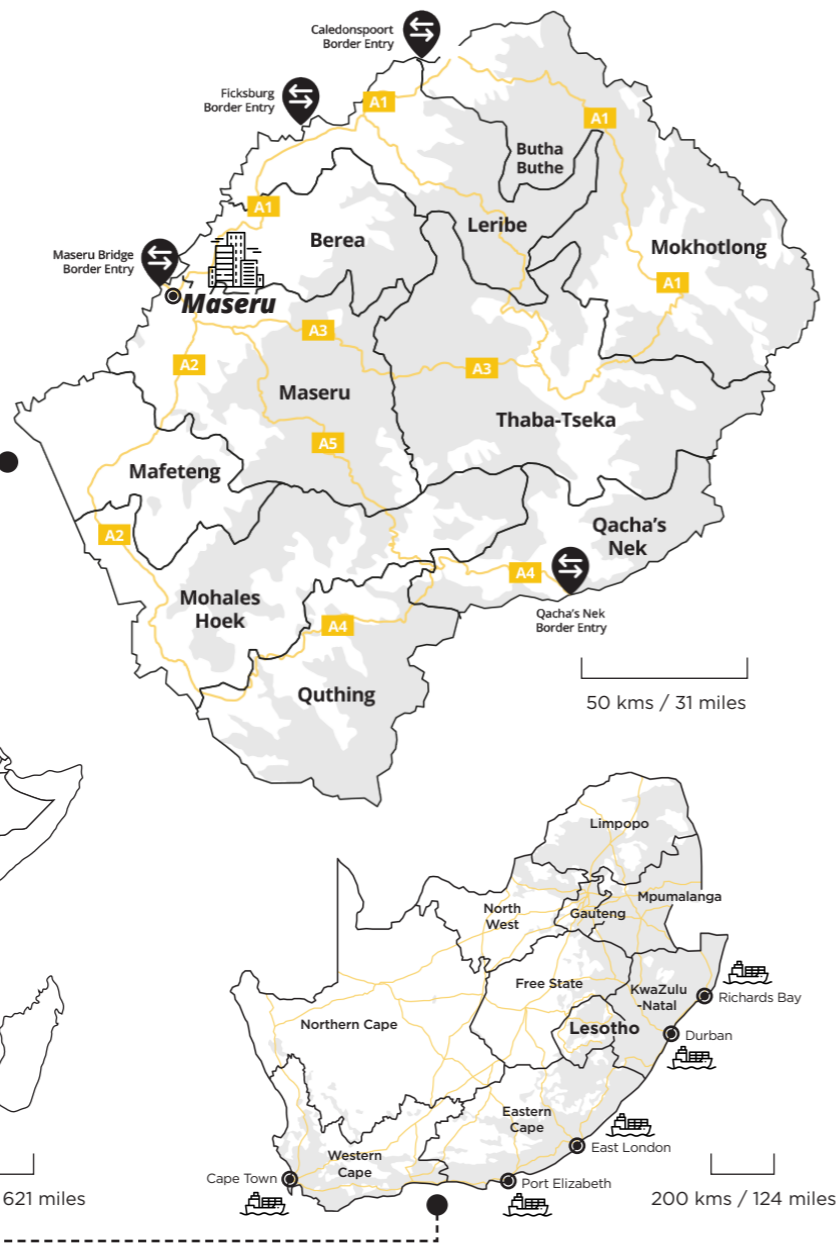 Caledonspoort
Border Entry
Ficksburg
Border Entry
A1
A1
Butha
Buthe
A1
Leribe
Berea
Mokhotlong
Maseru Bridge
Border Entry
A1
Maseru
A3
A2
A3
Maseru
Thaba-Tseka
A5
Mafeteng
A2
Qacha's
Nek
A4
Mohales
Hoek
Qacha's Nek
Border Entry
A4
Quthing
50 kms / 31 miles
Limpopo
Mpumalanga
North
West
Gauteng
Free State
KwaZulu
-Natal
Richards Bay
Northern Cape
Lesotho
Durban
Eastern
Cape
East London
Western
Cape
Cape Town
Port Elizabeth
621 miles
200 kms / 124 miles